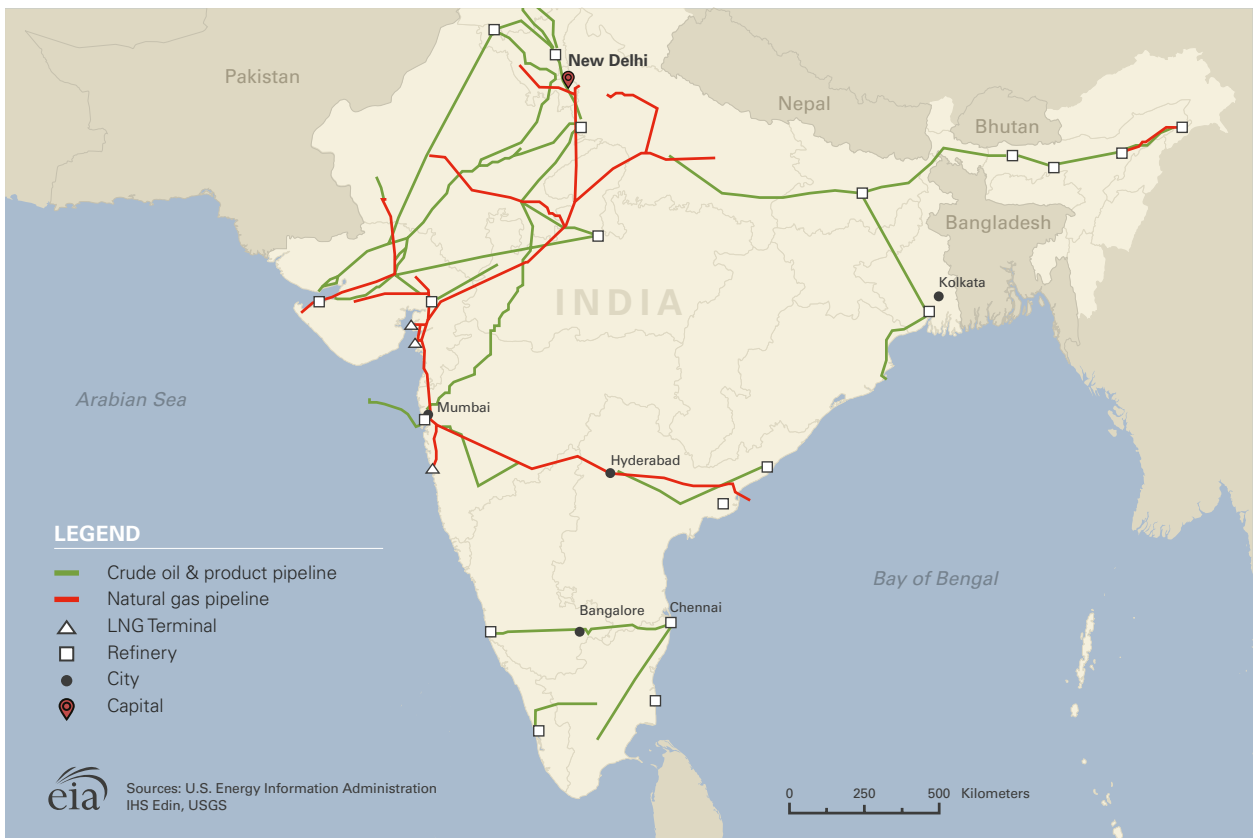 New Delhi
Pakistan
Nepal
Bhutan
Bangladesh
Kolkata
INDIA
Arabian Sea
Mumbai
Hyderabad
LEGEND
Crude oil & product pipeline
Natural gas pipeline
LNG Terminal
Refinery
City
Capital
Bay of Bengal
Bangalore
Chennai
eia
Sources: U.S. Energy Information Administration
IHS Edin, USGS
0 250 500 Kilometers